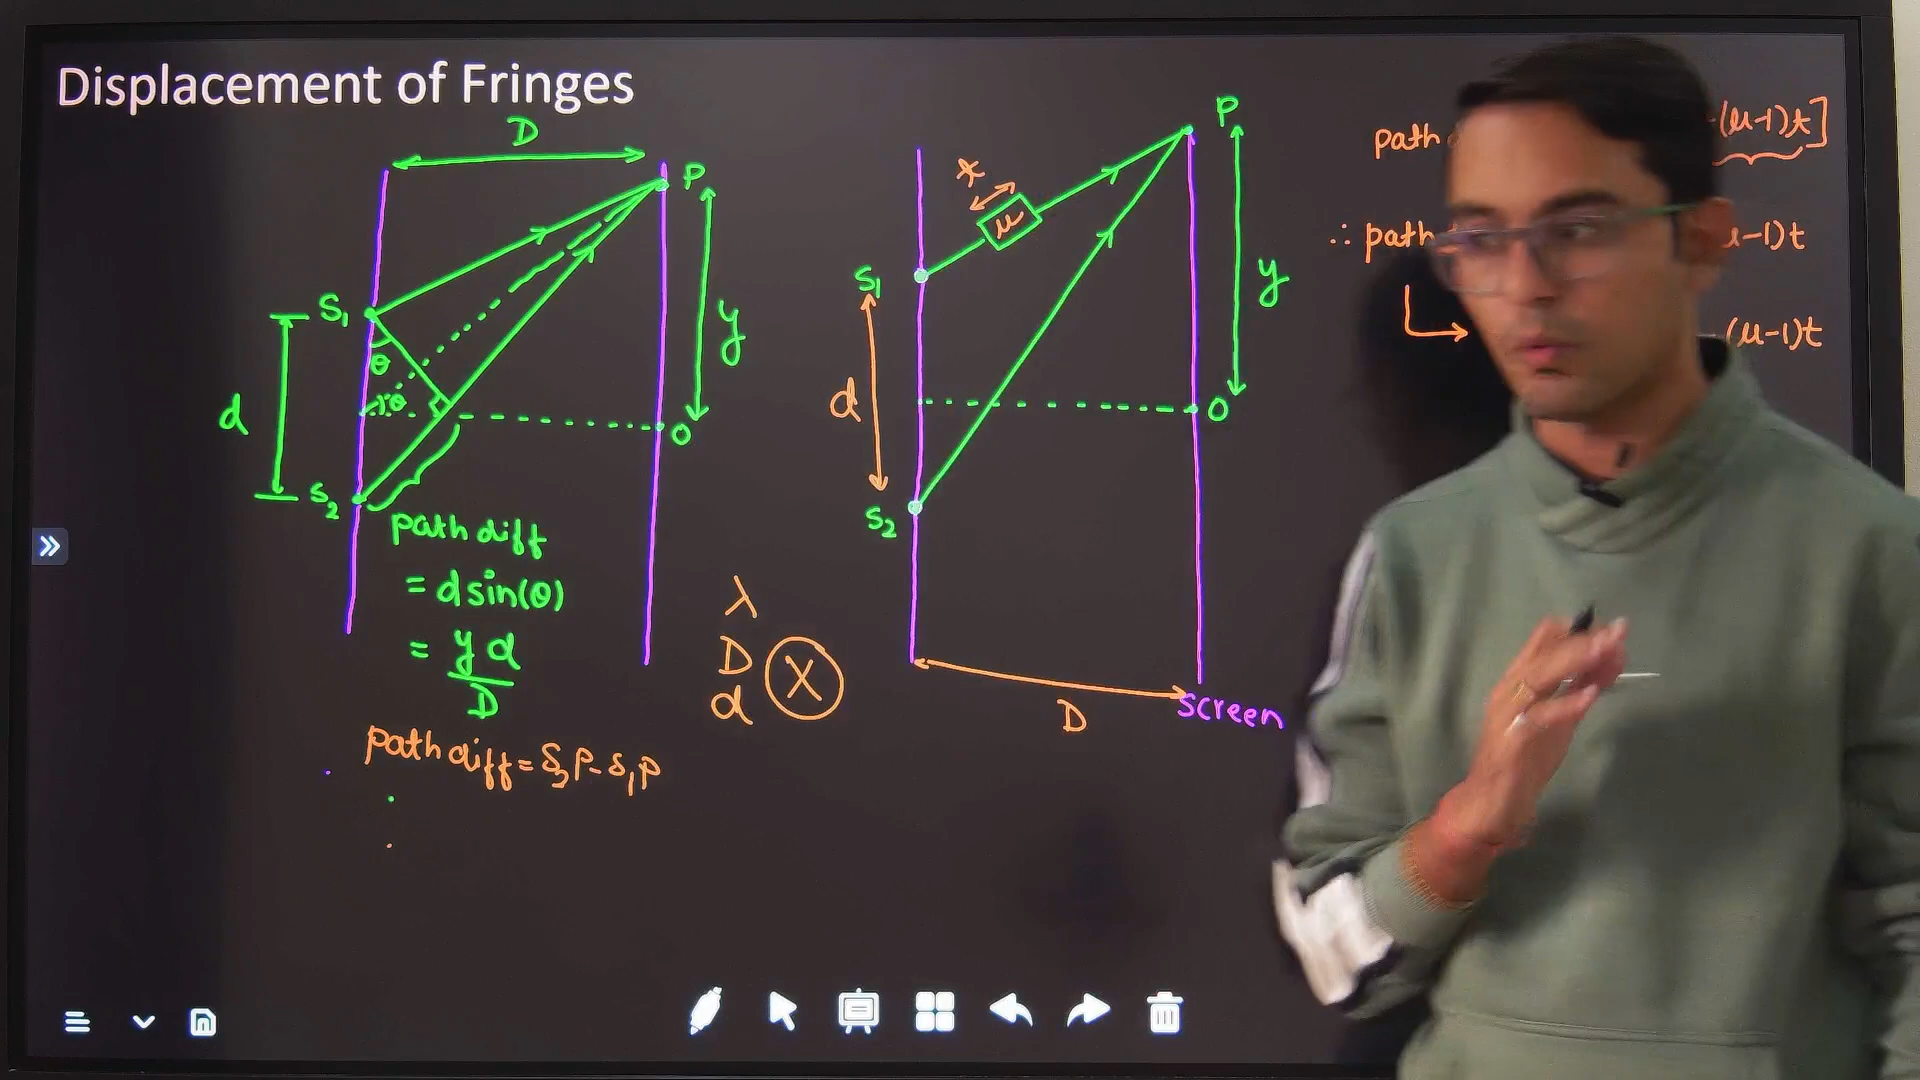 Displacement of Fringes
D
P
S₁
θ
θ
d
y
O
S₂
path diff
= d sin(θ)
= yd
D
path diff = S₂P - S₁P
λ
D
d
X
P
t
μ
S₁
y
d
O
S₂
D
screen
path
(μ-1)t]
∴ path
-1)t
(μ-1)t